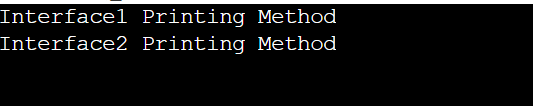 Interface1 Printing Method
Interface2 Printing Method